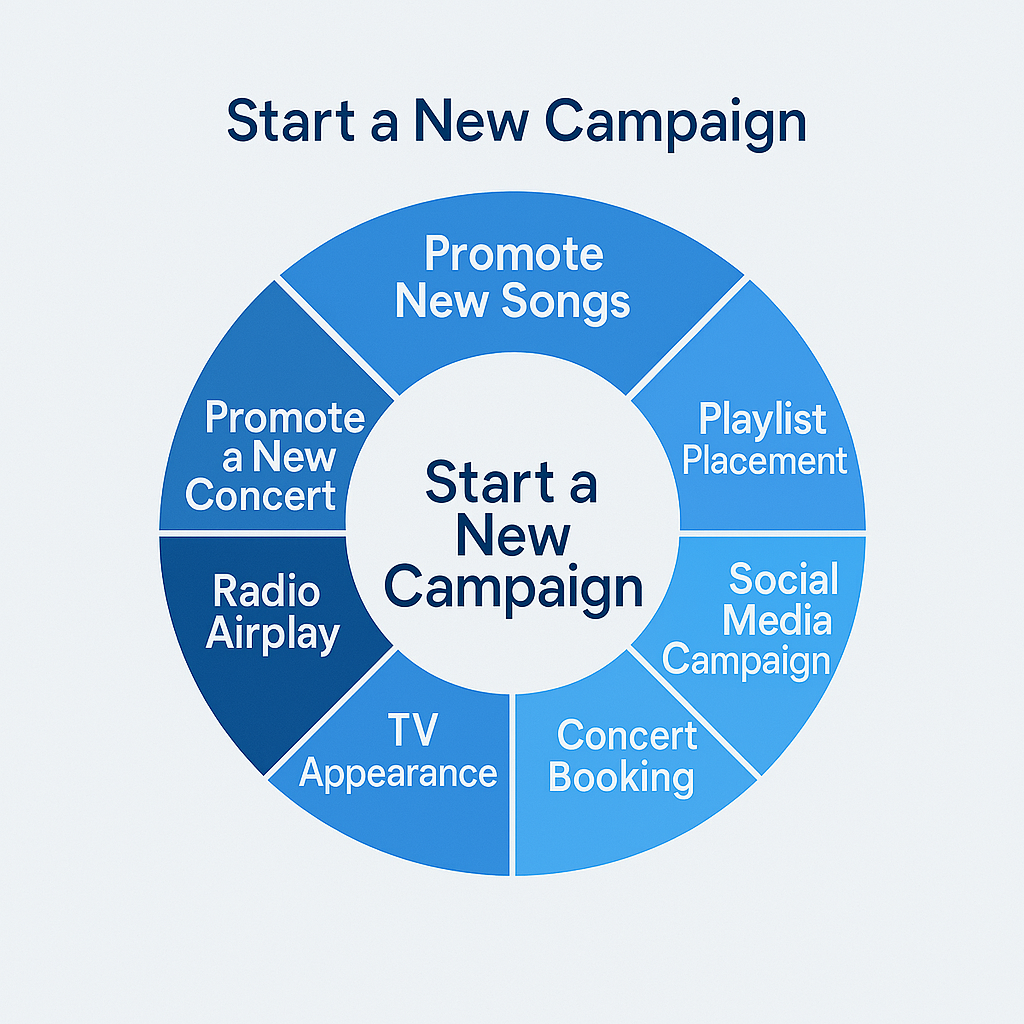 Start a New Campaign
Promote
New Songs
Playlist
Placement
Social
Media
Campaign
Concert
Booking
TV
Appearance
Radio
Airplay
Promote
a New
Concert
Start a
New
Campaign